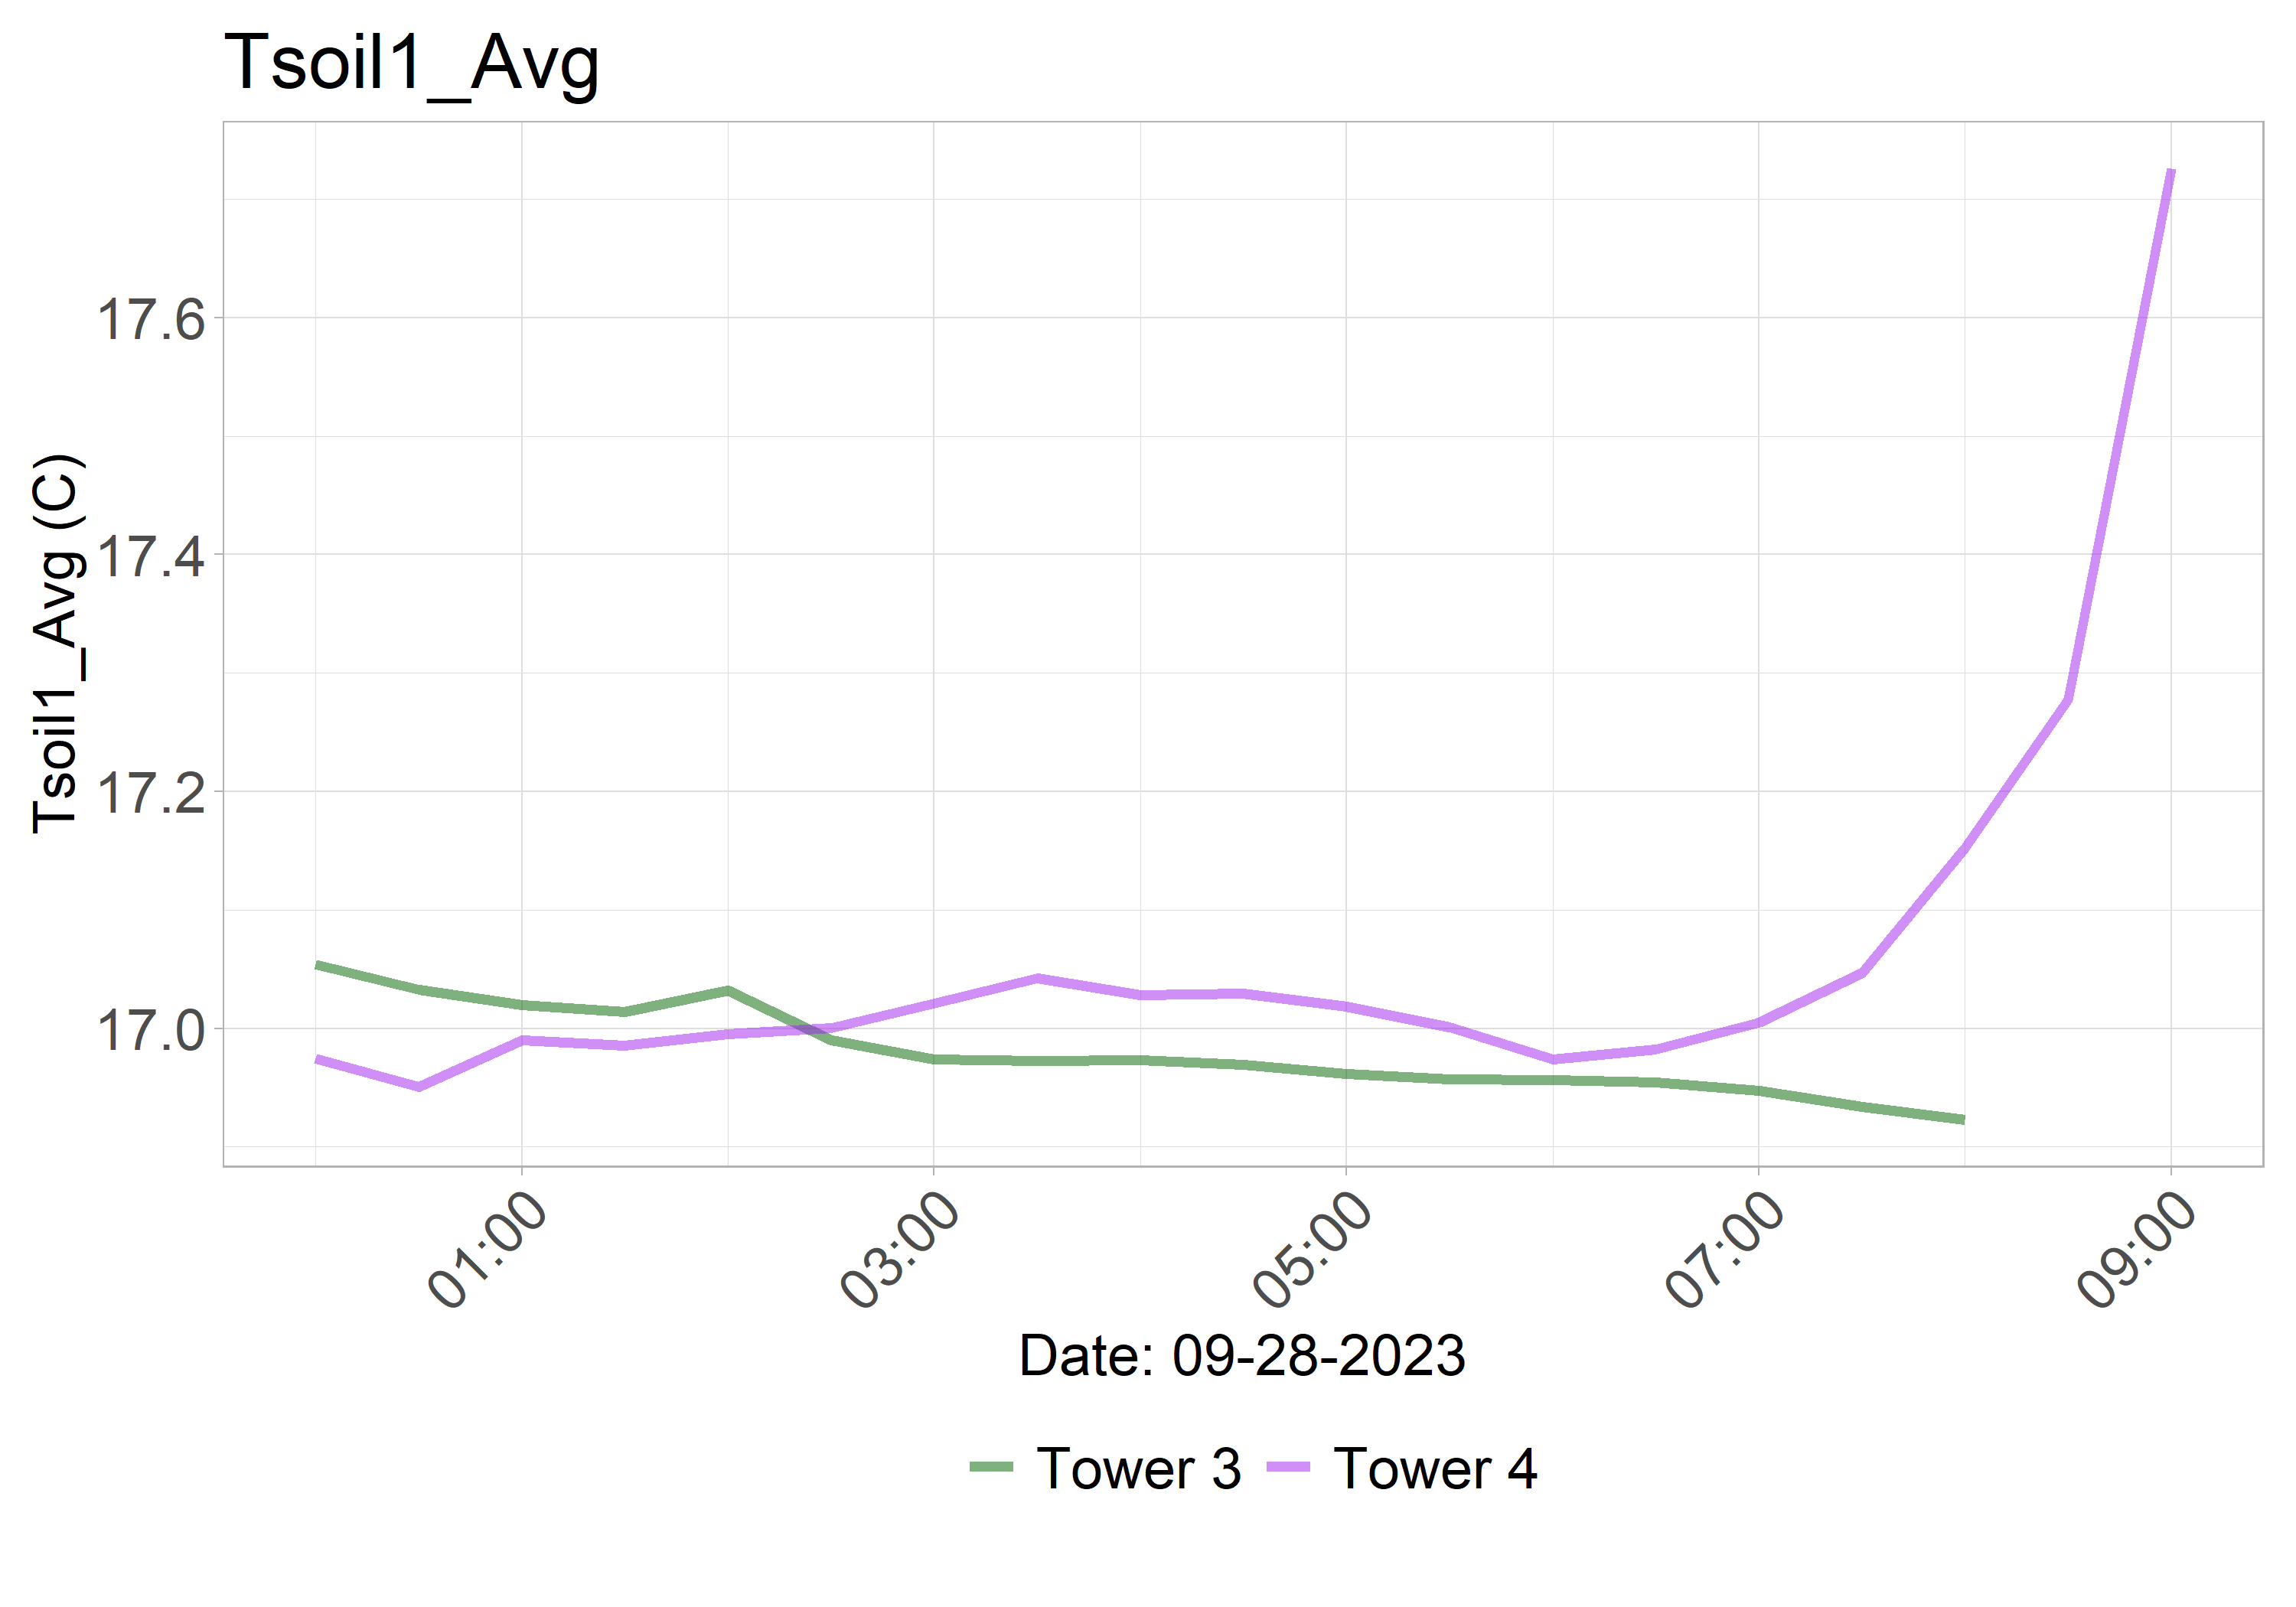 Tsoil1_Avg
Tsoil1_Avg (C)
17.6
17.4
17.2
17.0
01:00 03:00 05:00 07:00 09:00
Date: 09-28-2023
Tower 3 Tower 4